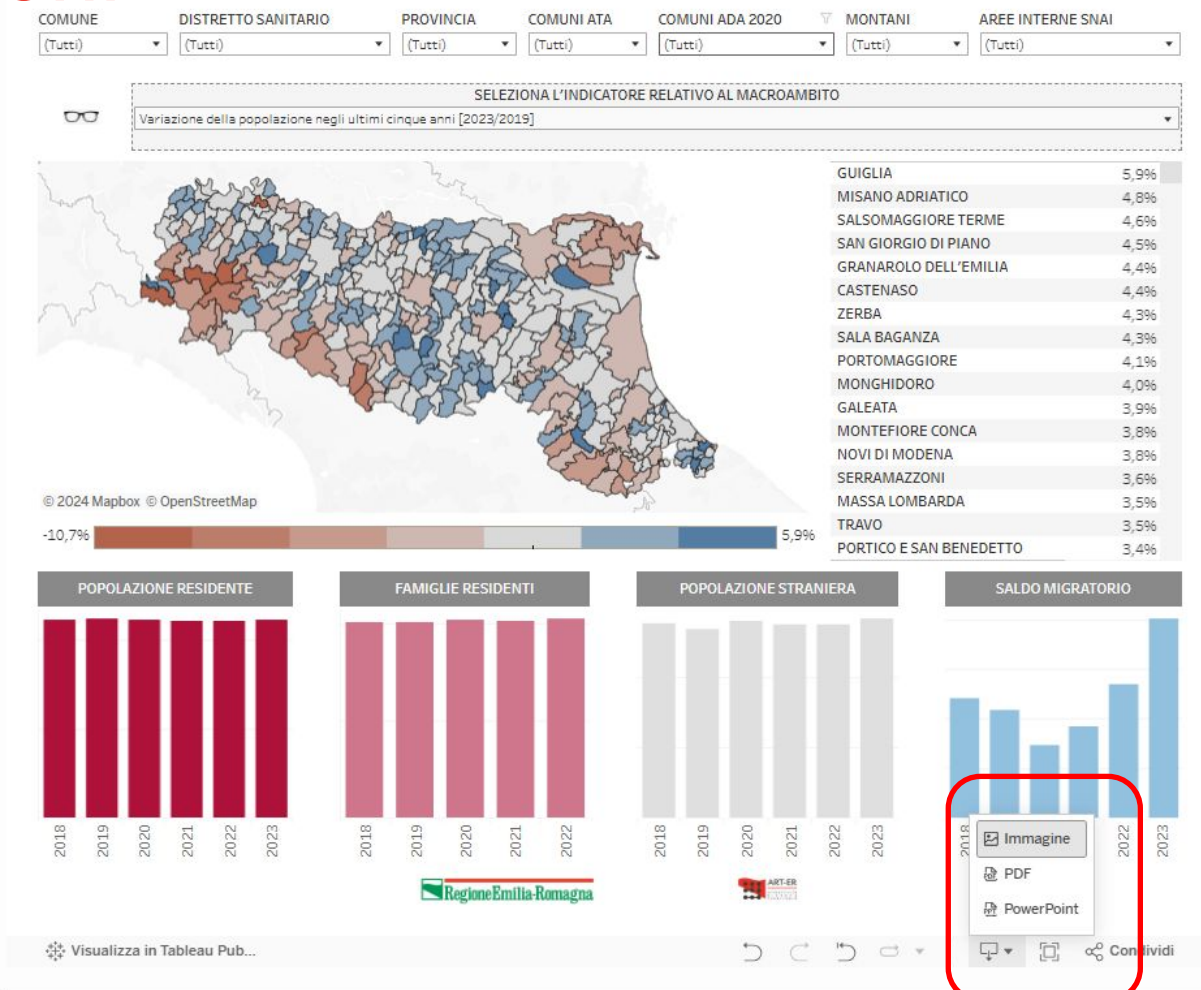 COMUNE DISTRETTO SANITARIO PROVINCIA COMUNI ATA COMUNI ADA 2020 MONTANI AREE INTERNE SNAI
(Tutti) (Tutti) (Tutti) (Tutti) (Tutti) (Tutti) (Tutti)
SELEZIONA L'INDICATORE RELATIVO AL MACROAMBITO
Variazione della popolazione negli ultimi cinque anni [2023/2019]
GUIGLIA 5,9%
MISANO ADRIATICO 4,8%
SALSOMAGGIORE TERME 4,6%
SAN GIORGIO DI PIANO 4,5%
GRANAROLO DELL'EMILIA 4,4%
CASTENASO 4,4%
ZERBA 4,3%
SALA BAGANZA 4,3%
PORTOMAGGIORE 4,1%
MONGHIDORO 4,0%
GALEATA 3,9%
MONTEFIORE CONCA 3,8%
NOVI DI MODENA 3,8%
SERRAMAZZONI 3,6%
MASSA LOMBARDA 3,5%
TRAVO 3,5%
PORTICO E SAN BENEDETTO 3,4%
© 2024 Mapbox © OpenStreetMap
-10,7% 5,9%
POPOLAZIONE RESIDENTE FAMIGLIE RESIDENTI POPOLAZIONE STRANIERA SALDO MIGRATORIO
2018 2019 2020 2021 2022 2023 2018 2019 2020 2021 2022 2018 2019 2020 2021 2022 2023 2018 2022 2023
Immagine
PDF
PowerPoint
RegioneEmilia-Romagna ART-ER
Visualizza in Tableau Pub... Condividi